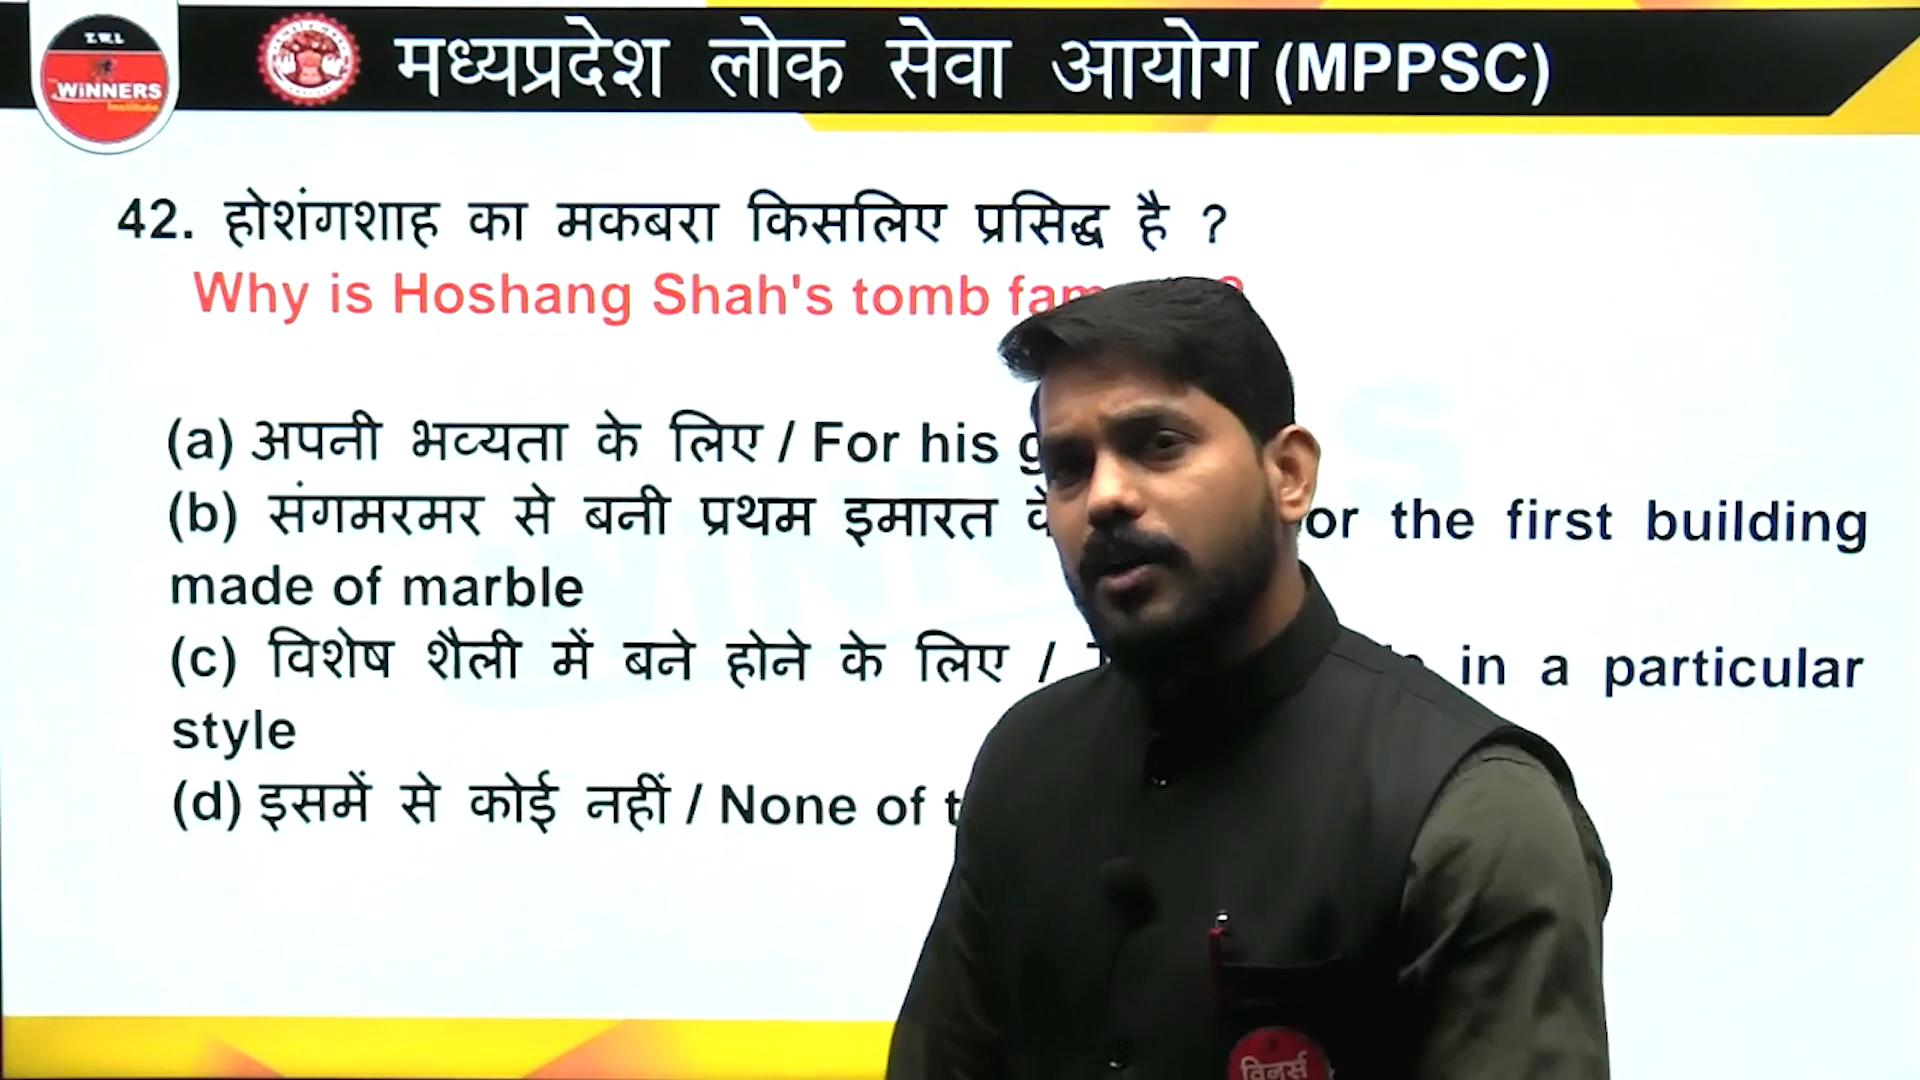 T.W.I.
WiNNERS
Institute
मध्यप्रदेश लोक सेवा आयोग (MPPSC)
42. होशंगशाह का मकबरा किसलिए प्रसिद्ध है ?
Why is Hoshang Shah's tomb
(a) अपनी भव्यता के लिए / For his
(b) संगमरमर से बनी प्रथम इमारत the first building
made of marble
(c) विशेष शैली में बने होने के लिए / in a particular
style
(d) इसमें से कोई नहीं / None of
विनर्स